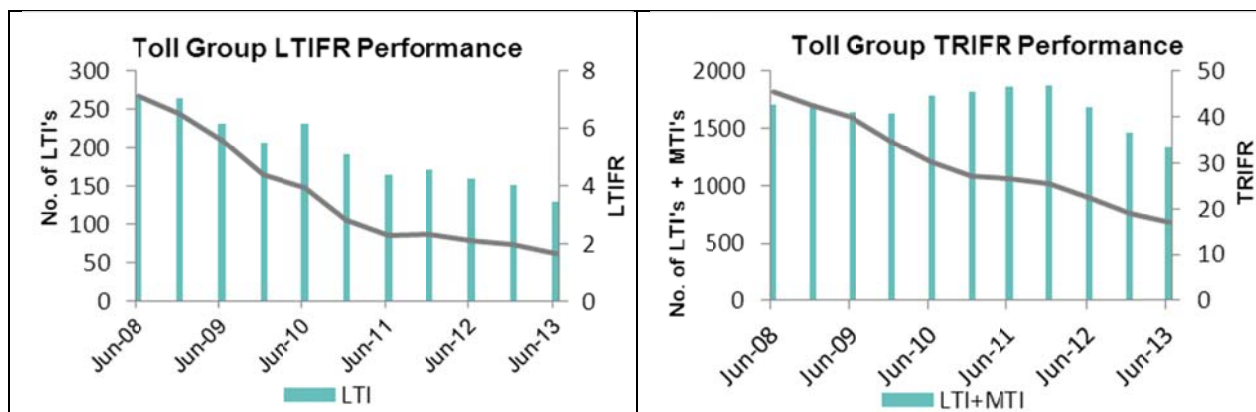 Toll Group LTIFR Performance
No. of LTI's
300
250
200
150
100
50
0
8
6
4
2
0
LTIFR
Jun-08
Jun-09
Jun-10
Jun-11
Jun-12
Jun-13
LTI
Toll Group TRIFR Performance
No. of LTI's + MTI's
2000
1500
1000
500
0
50
40
30
20
10
0
TRIFR
Jun-08
Jun-09
Jun-10
Jun-11
Jun-12
Jun-13
LTI+MTI